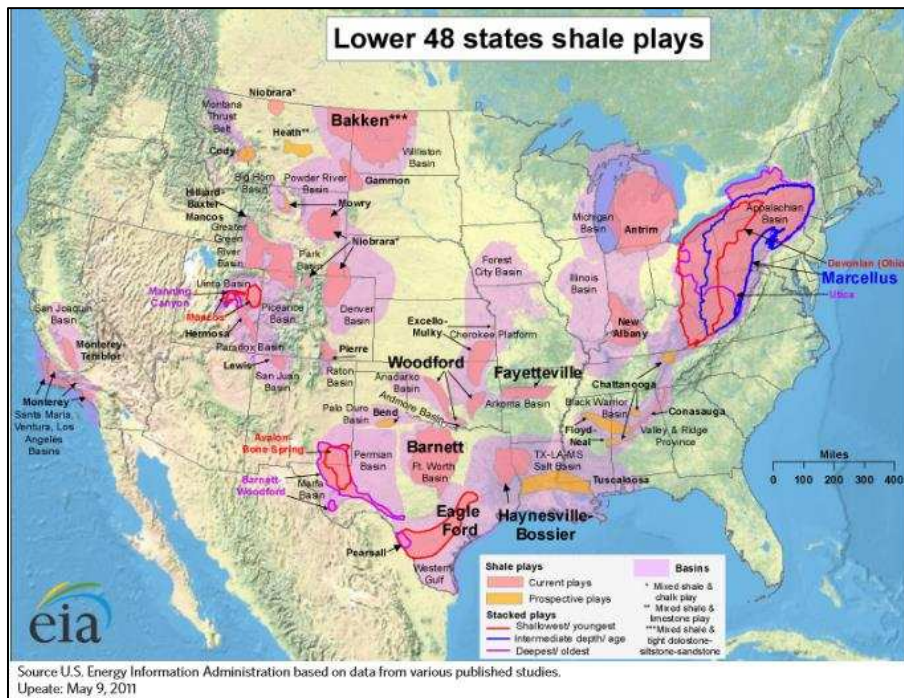 Lower 48 states shale plays
Niobrara*
Montana
Thrust
Belt
Bakken***
Heath**
Cody
Williston
Basin
Big Horn
Basin
Powder River
Basin
Gammon
Hilliard-
Baxter-
Mancos
Mowry
Greater
Green
River
Basin
Niobrara*
Park
Basin
Michigan
Basin
Antrim
Appalachian
Basin
Devonian (Ohio)
Marcellus
Utica
Forest
City Basin
Illinois
Basin
Uinta Basin
Manning
Canyon
Mancos
Piceance
Basin
Denver
Basin
San Joaquin
Basin
Hermosa
Paradox Basin
Excello-
Mulky
Cherokee Platform
New
Albany
Monterey-
Temblor
Lewis
San Juan
Basin
Pierre
Raton
Basin
Woodford
Anadarko
Basin
Fayetteville
Chattanooga
Monterey
Santa Maria,
Ventura, Los
Angeles
Basins
Palo Duro
Basin
Bend
Ardmore Basin
Arkoma Basin
Black Warrior
Basin
Conasauga
Floyd-
Neal
Valley & Ridge
Province
Avalon-
Bone Spring
Permian
Basin
Barnett
Ft. Worth
Basin
TX-LA-MS
Salt Basin
Tuscaloosa
Barnett-
Woodford
Marfa
Basin
Eagle
Ford
Haynesville-
Bossier
Pearsall
Western
Gulf
Miles
0 100 200 300 400
Shale plays
Current plays
Prospective plays
Stacked plays
Shallowest/ youngest
Intermediate depth/ age
Deepest/ oldest
Basins
* Mixed shale &
chalk play
** Mixed shale &
limestone play
***Mixed shale &
tight dolostone-
siltstone-sandstone
eia
Source U.S. Energy Information Administration based on data from various published studies.
Upeate: May 9, 2011